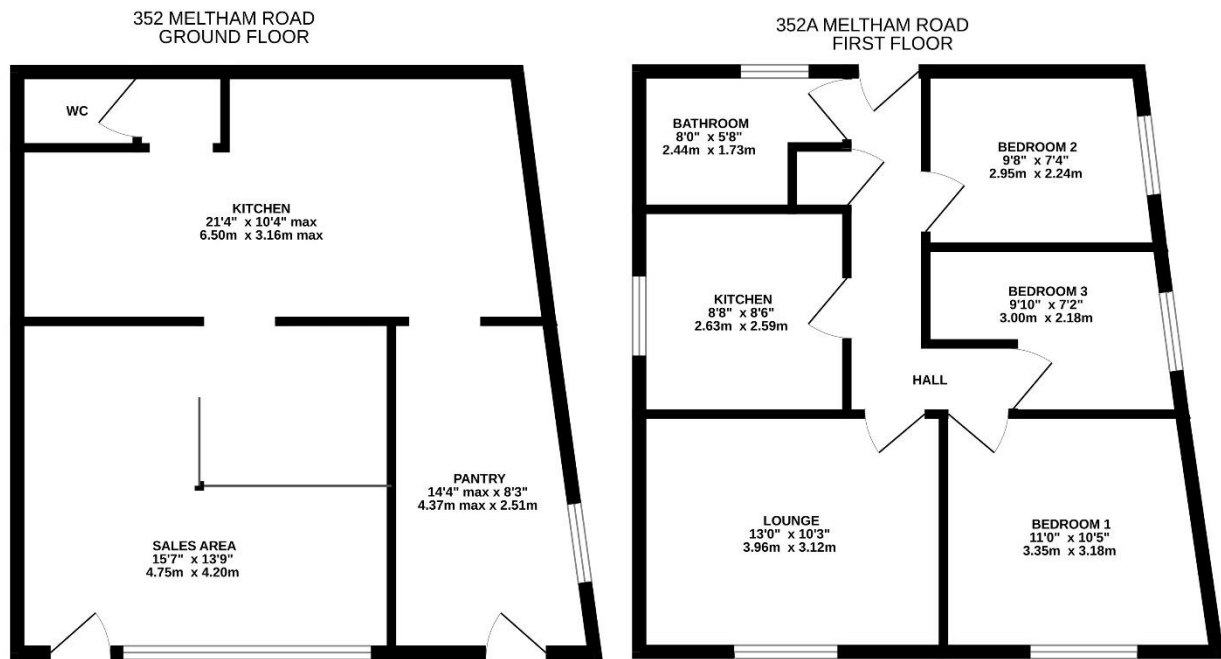 352 MELTHAM ROAD
GROUND FLOOR
WC
KITCHEN
21'4" x 10'4" max
6.50m x 3.16m max
SALES AREA
15'7" x 13'9"
4.75m x 4.20m
PANTRY
14'4" max x 8'3"
4.37m max x 2.51m
352A MELTHAM ROAD
FIRST FLOOR
BATHROOM
8'0" x 5'8"
2.44m x 1.73m
BEDROOM 2
9'8" x 7'4"
2.95m x 2.24m
KITCHEN
8'8" x 8'6"
2.63m x 2.59m
BEDROOM 3
9'10" x 7'2"
3.00m x 2.18m
HALL
LOUNGE
13'0" x 10'3"
3.96m x 3.12m
BEDROOM 1
11'0" x 10'5"
3.35m x 3.18m